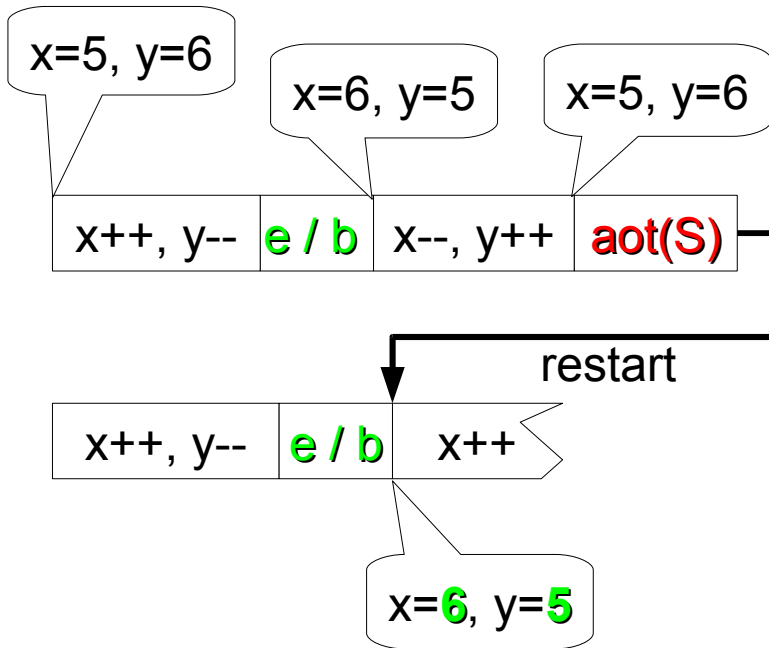 x=5, y=6
x=6, y=5
x=5, y=6
x++, y-- e / b x--, y++ aot(S)
restart
x++, y-- e / b x++
x=6, y=5